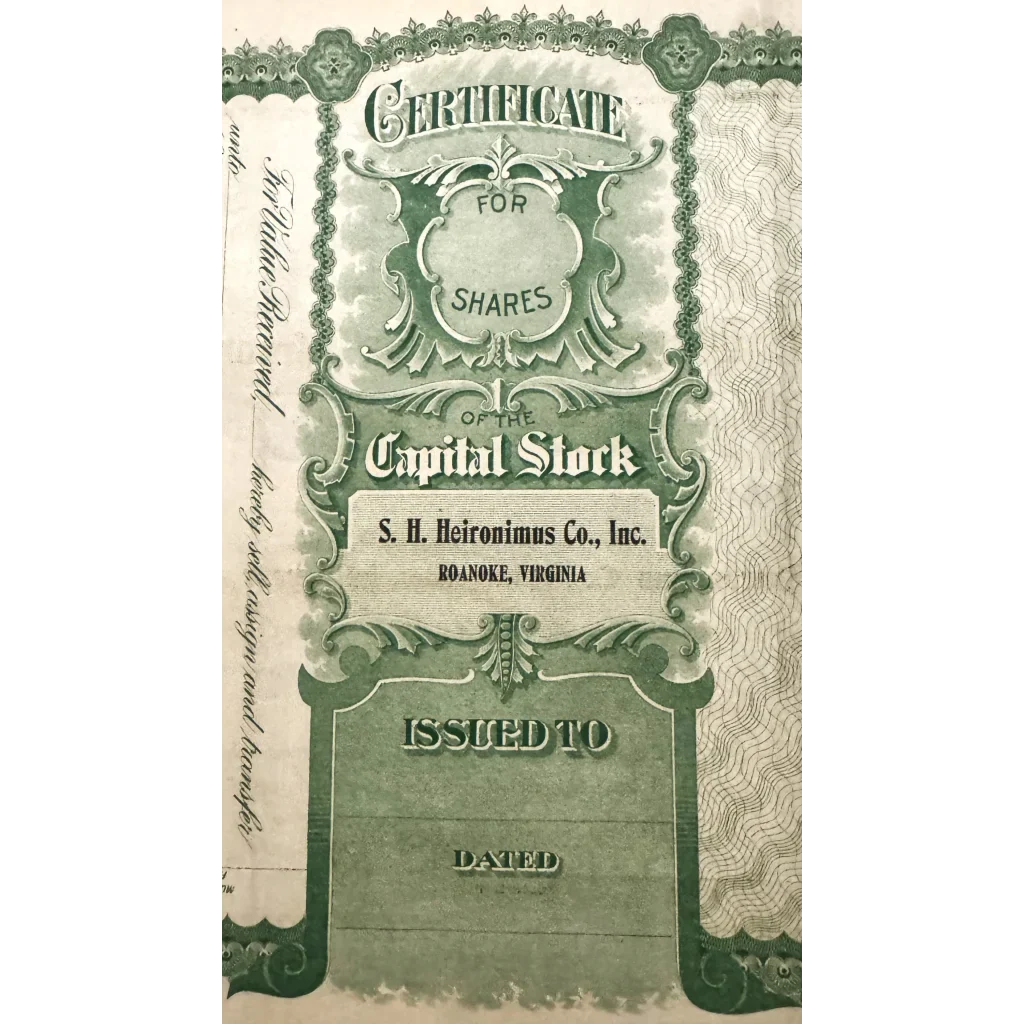 CERTIFICATE
FOR
SHARES
OF THE
Capital Stock
S. H. Heironimus Co., Inc.
ROANOKE, VIRGINIA
ISSUED TO
DATED
For Value Received, hereby sell, assign and transfer
unto